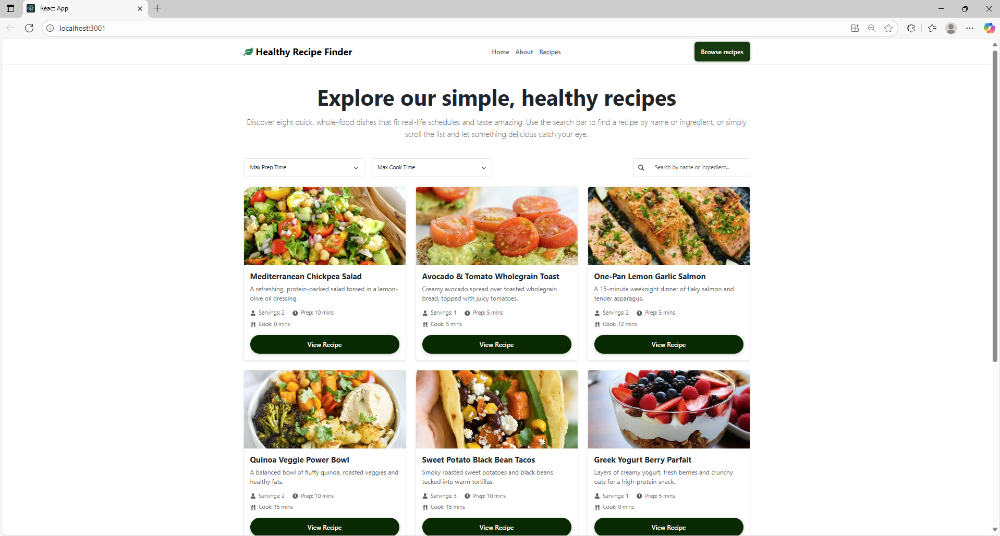 React App
localhost:3001
Healthy Recipe Finder
Home About Recipes
Browse recipes
Explore our simple, healthy recipes
Discover eight quick, whole-food dishes that fit real-life schedules and taste amazing. Use the search bar to find a recipe by name or ingredient, or simply
scroll the list and let something delicious catch your eye.
Max Prep Time
Max Cook Time
Search by name or ingredient...
Mediterranean Chickpea Salad
A refreshing, protein-packed salad tossed in a lemon-
olive oil dressing.
Servings: 2 Prep: 10 mins
Cook: 0 mins
View Recipe
Avocado & Tomato Wholegrain Toast
Creamy avocado spread over toasted wholegrain
bread, topped with juicy tomatoes.
Servings: 1 Prep: 5 mins
Cook: 5 mins
View Recipe
One-Pan Lemon Garlic Salmon
A 15-minute weeknight dinner of flaky salmon and
tender asparagus.
Servings: 2 Prep: 5 mins
Cook: 12 mins
View Recipe
Quinoa Veggie Power Bowl
A balanced bowl of fluffy quinoa, roasted veggies and
healthy fats.
Servings: 2 Prep: 10 mins
Cook: 15 mins
View Recipe
Sweet Potato Black Bean Tacos
Smoky roasted sweet potatoes and black beans
tucked into warm tortillas.
Servings: 3 Prep: 10 mins
Cook: 15 mins
View Recipe
Greek Yogurt Berry Parfait
Layers of creamy yogurt, fresh berries and crunchy
oats for a high-protein snack.
Servings: 1 Prep: 5 mins
Cook: 0 mins
View Recipe